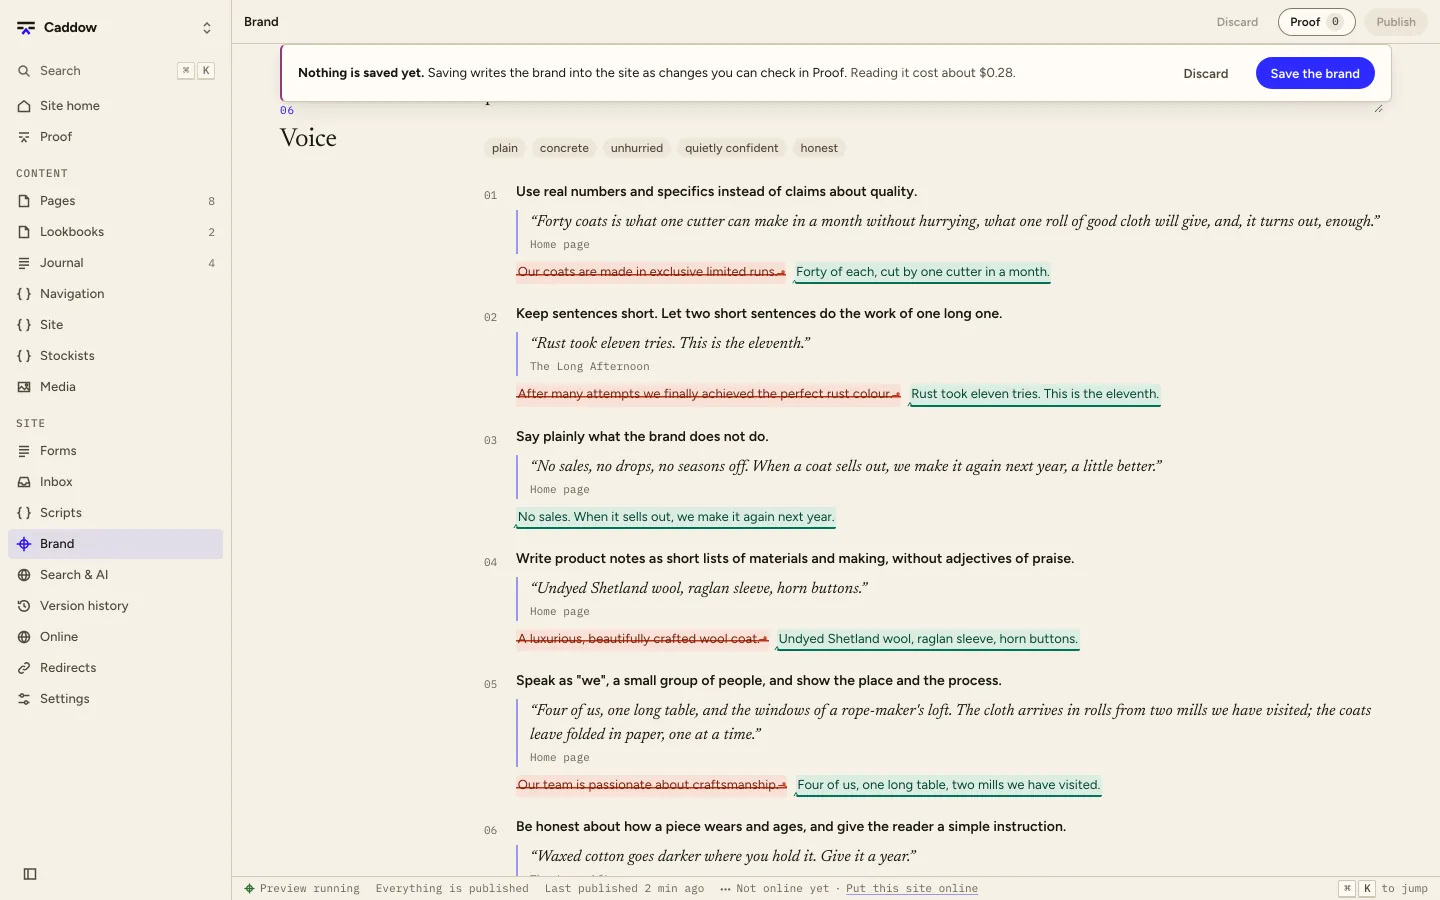 Caddow
Search
⌘ K
Site home
Proof
CONTENT
Pages 8
Lookbooks 2
Journal 4
Navigation
Site
Stockists
Media
SITE
Forms
Inbox
Scripts
Brand
Search & AI
Version history
Online
Redirects
Settings
Brand
Discard
Proof 0
Publish
Nothing is saved yet. Saving writes the brand into the site as changes you can check in Proof. Reading it cost about $0.28.
Discard
Save the brand
06
Voice
plain
concrete
unhurried
quietly confident
honest
01 Use real numbers and specifics instead of claims about quality.
“Forty coats is what one cutter can make in a month without hurrying, what one roll of good cloth will give, and, it turns out, enough.”
Home page
Our coats are made in exclusive limited runs. Forty of each, cut by one cutter in a month.
02 Keep sentences short. Let two short sentences do the work of one long one.
“Rust took eleven tries. This is the eleventh.”
The Long Afternoon
After many attempts we finally achieved the perfect rust colour. Rust took eleven tries. This is the eleventh.
03 Say plainly what the brand does not do.
“No sales, no drops, no seasons off. When a coat sells out, we make it again next year, a little better.”
Home page
No sales. When it sells out, we make it again next year.
04 Write product notes as short lists of materials and making, without adjectives of praise.
“Undyed Shetland wool, raglan sleeve, horn buttons.”
Home page
A luxurious, beautifully crafted wool coat. Undyed Shetland wool, raglan sleeve, horn buttons.
05 Speak as "we", a small group of people, and show the place and the process.
“Four of us, one long table, and the windows of a rope-maker's loft. The cloth arrives in rolls from two mills we have visited; the coats
leave folded in paper, one at a time.”
Home page
Our team is passionate about craftsmanship. Four of us, one long table, two mills we have visited.
06 Be honest about how a piece wears and ages, and give the reader a simple instruction.
“Waxed cotton goes darker where you hold it. Give it a year.”
Preview running
Everything is published
Last published 2 min ago
Not online yet · Put this site online
⌘ K to jump